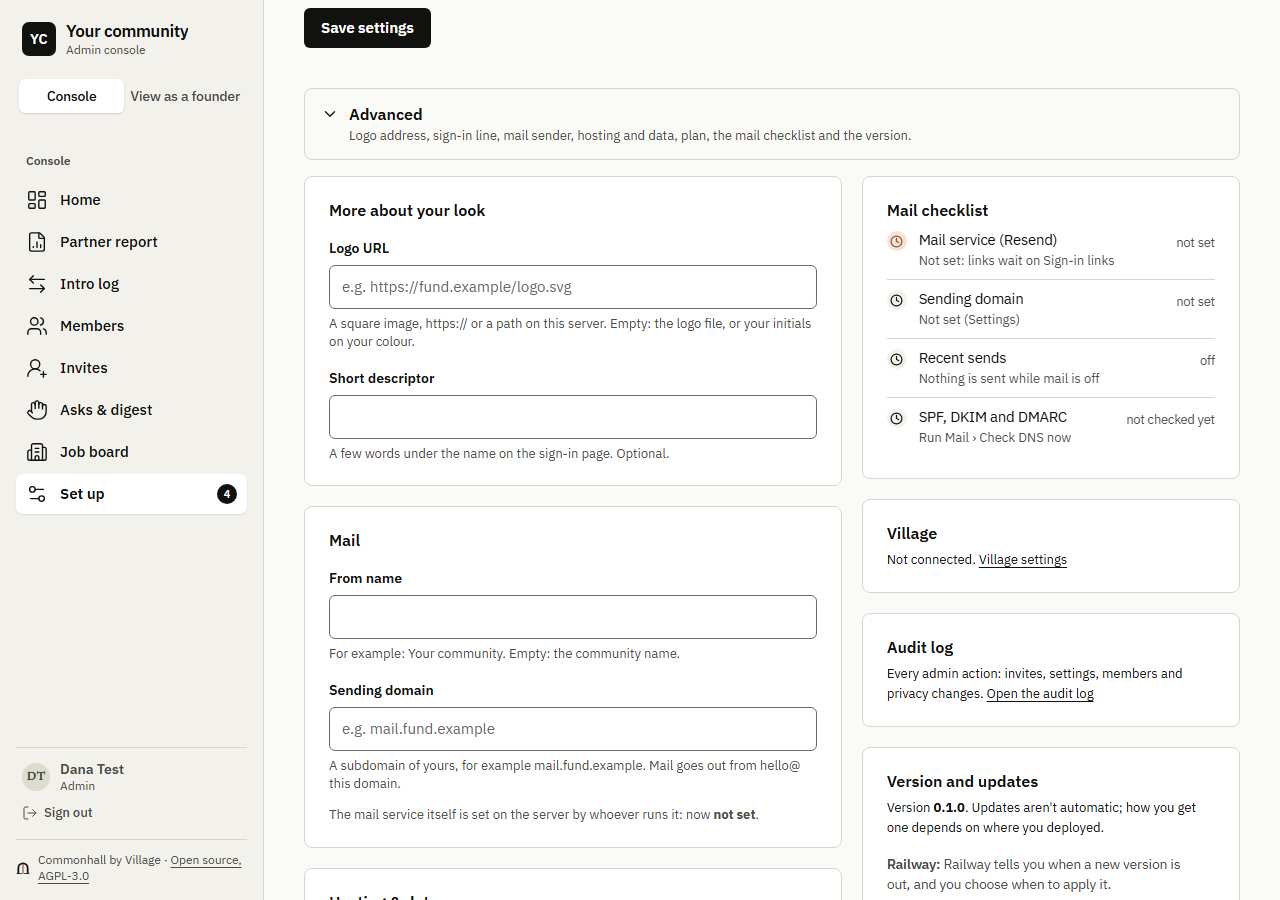 YC
Your community
Admin console
Console
View as a founder
Console
Home
Partner report
Intro log
Members
Invites
Asks & digest
Job board
Set up
4
DT
Dana Test
Admin
Sign out
Commonhall by Village · Open source,
AGPL-3.0
Save settings
Advanced
Logo address, sign-in line, mail sender, hosting and data, plan, the mail checklist and the version.
More about your look
Logo URL
e.g. https://fund.example/logo.svg
A square image, https:// or a path on this server. Empty: the logo file, or your initials
on your colour.
Short descriptor
A few words under the name on the sign-in page. Optional.
Mail
From name
For example: Your community. Empty: the community name.
Sending domain
e.g. mail.fund.example
A subdomain of yours, for example mail.fund.example. Mail goes out from hello@
this domain.
The mail service itself is set on the server by whoever runs it: now not set.
Mail checklist
Mail service (Resend)
not set
Not set: links wait on Sign-in links
Sending domain
not set
Not set (Settings)
Recent sends
off
Nothing is sent while mail is off
SPF, DKIM and DMARC
not checked yet
Run Mail › Check DNS now
Village
Not connected. Village settings
Audit log
Every admin action: invites, settings, members and
privacy changes. Open the audit log
Version and updates
Version 0.1.0. Updates aren't automatic; how you get
one depends on where you deployed.
Railway: Railway tells you when a new version is
out, and you choose when to apply it.